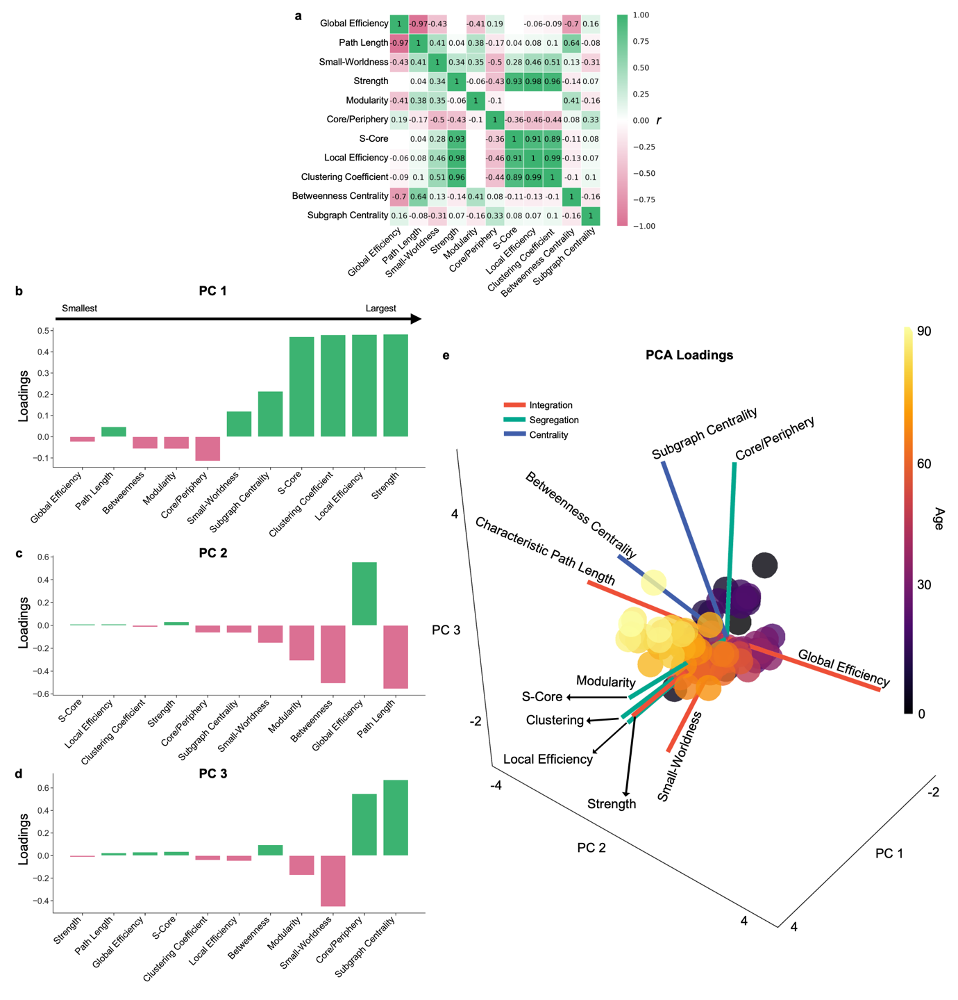 a
Global Efficiency 1 -0.97 -0.43 -0.41 0.19 -0.06 -0.09 -0.7 0.16
Path Length -0.97 1 0.41 0.04 0.38 -0.17 0.04 0.08 0.1 0.64 -0.08
Small-Worldness -0.43 0.41 1 0.34 0.35 -0.5 0.28 0.46 0.51 0.13 -0.31
Strength 0.04 0.34 1 -0.06 -0.43 0.93 0.98 0.96 -0.14 0.07
Modularity -0.41 0.38 0.35 -0.06 1 -0.1 0.41 -0.16
Core/Periphery 0.19 -0.17 -0.5 -0.43 -0.1 1 -0.36 -0.46 -0.44 0.08 0.33
S-Core 0.04 0.28 0.93 -0.36 1 0.91 0.89 -0.11 0.08
Local Efficiency -0.06 0.08 0.46 0.98 -0.46 0.91 1 0.99 -0.13 0.07
Clustering Coefficient -0.09 0.1 0.51 0.96 -0.44 0.89 0.99 1 -0.1 0.1
Betweenness Centrality -0.7 0.64 0.13 -0.14 0.41 0.08 -0.11 -0.13 -0.1 1 -0.16
Subgraph Centrality 0.16 -0.08 -0.31 0.07 -0.16 0.33 0.08 0.07 0.1 -0.16 1
Global Efficiency
Path Length
Small-Worldness
Strength
Modularity
Core/Periphery
S-Core
Local Efficiency
Clustering Coefficient
Betweenness Centrality
Subgraph Centrality
1.00
0.75
0.50
0.25
0.00
−0.25
−0.50
−0.75
−1.00
r
b
PC 1
Smallest
Largest
Loadings
0.5
0.4
0.3
0.2
0.1
0.0
−0.1
Global Efficiency
Path Length
Betweenness
Modularity
Core/Periphery
Small-Worldness
Subgraph Centrality
S-Core
Clustering Coefficient
Local Efficiency
Strength
c
PC 2
Loadings
0.6
0.4
0.2
0.0
−0.2
−0.4
−0.6
S-Core
Local Efficiency
Clustering Coefficient
Strength
Core/Periphery
Subgraph Centrality
Small-Worldness
Modularity
Betweenness
Global Efficiency
Path Length
d
PC 3
Loadings
0.6
0.4
0.2
0.0
−0.2
−0.4
Strength
Path Length
Global Efficiency
S-Core
Clustering Coefficient
Local Efficiency
Betweenness
Modularity
Small-Worldness
Core/Periphery
Subgraph Centrality
e
PCA Loadings
Integration
Segregation
Centrality
Subgraph Centrality
Core/Periphery
Betweenness Centrality
Characteristic Path Length
Global Efficiency
Modularity
S-Core
Clustering
Local Efficiency
Strength
Small-Worldness
4
PC 3
-2
-4
PC 2
4
4
PC 1
-2
90
60
30
0
Age